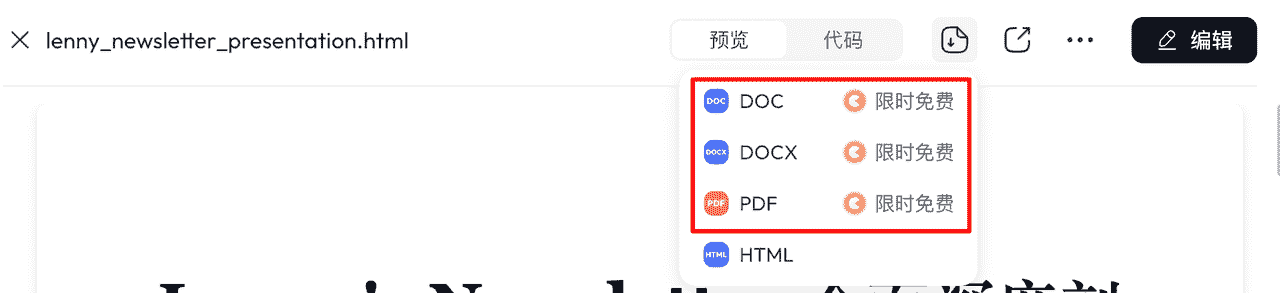 lenny_newsletter_presentation.html
预览 代码 编辑
DOC DOC 限时免费
DOCX DOCX 限时免费
PDF PDF 限时免费
HTML HTML